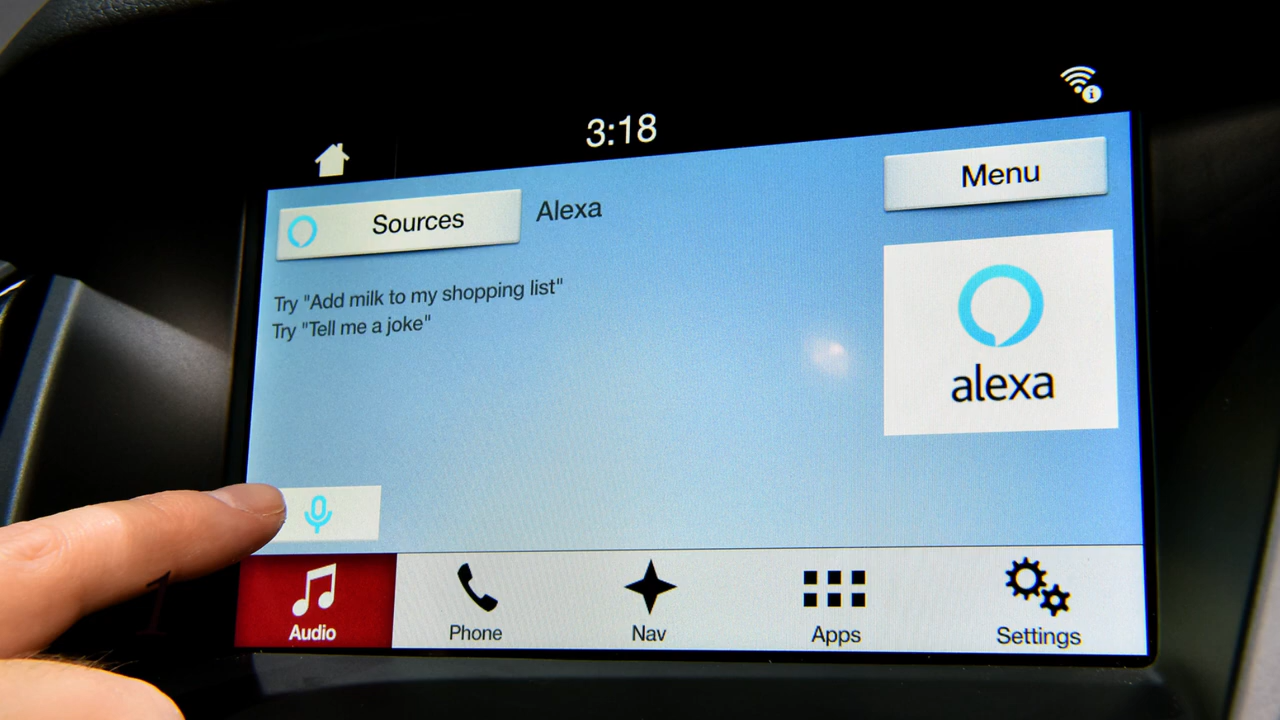 3:18
Sources
Alexa
Menu
Try "Add milk to my shopping list"
Try "Tell me a joke"
alexa
Audio
Phone
Nav
Apps
Settings